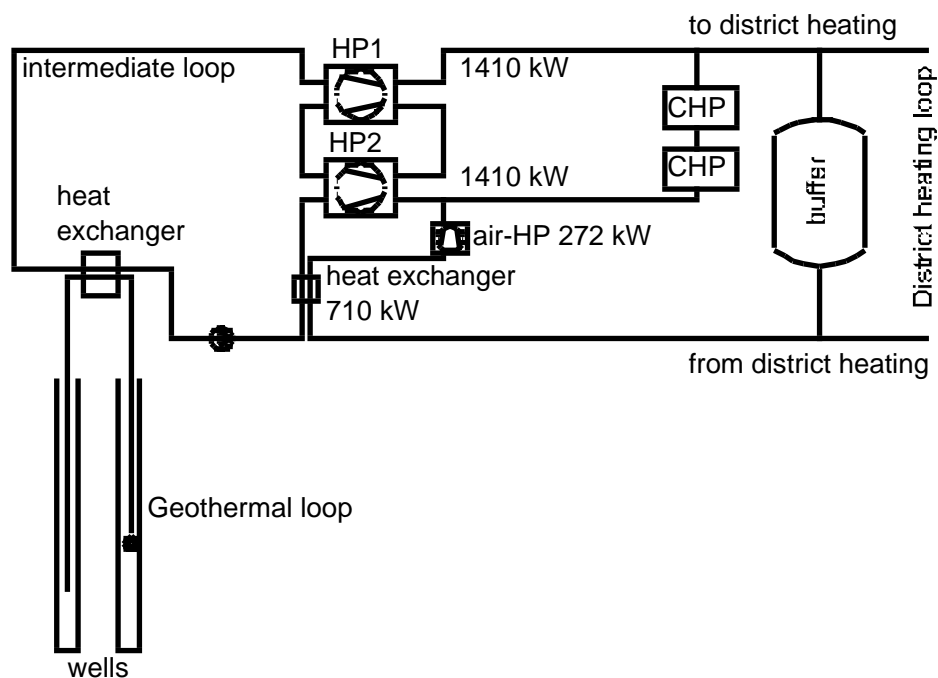 to district heating
HP1
intermediate loop
1410 kW
CHP
HP2
CHP
1410 kW
heat
exchanger
buffer
District heating loop
air-HP 272 kW
heat exchanger
710 kW
from district heating
Geothermal loop
wells